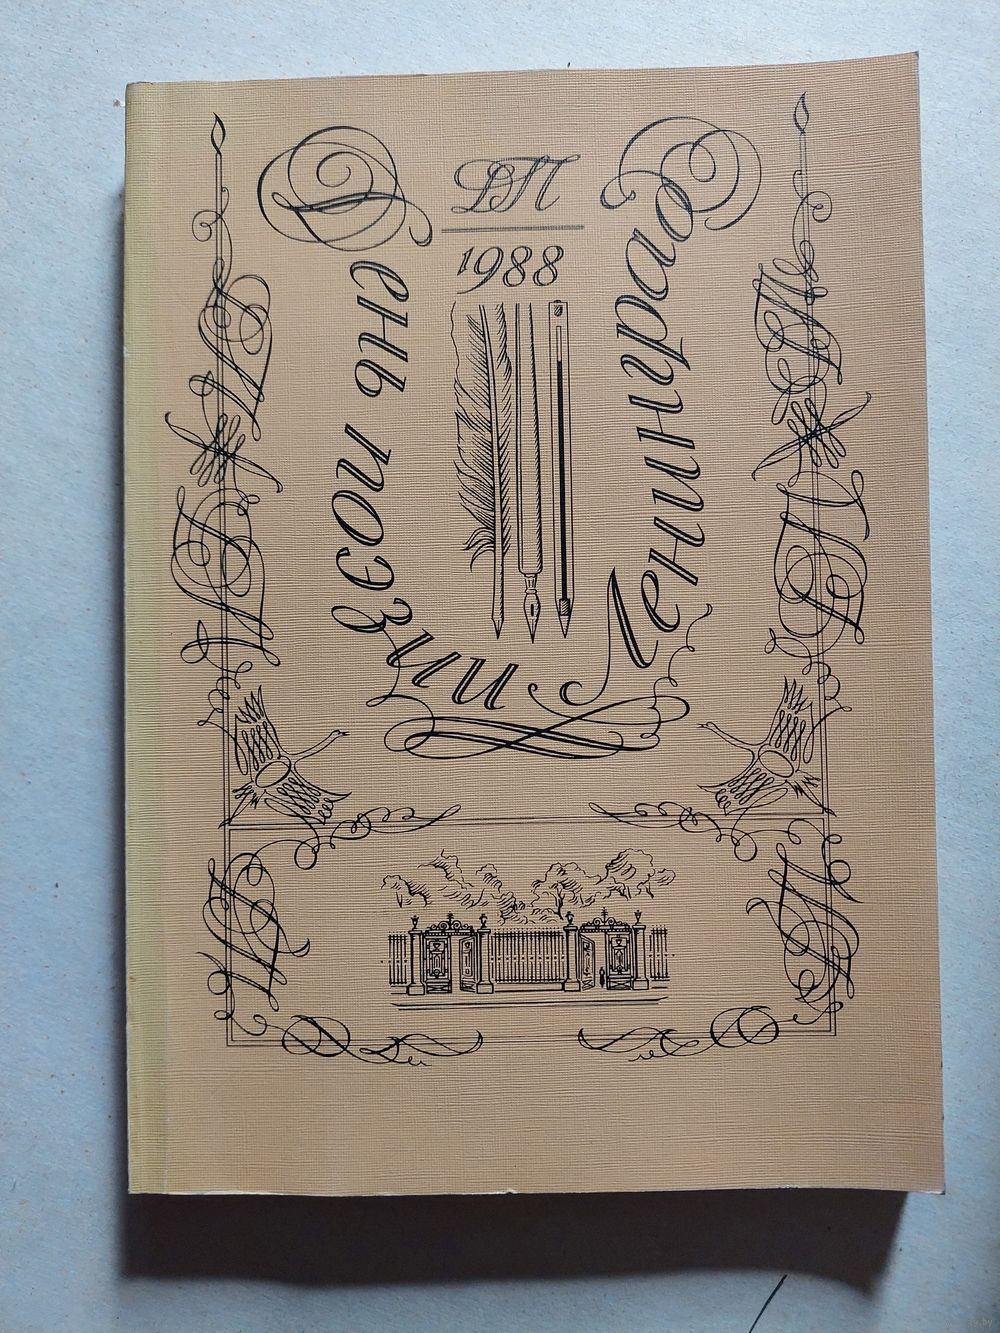 ДП
1988
День поэзии
Ленинград